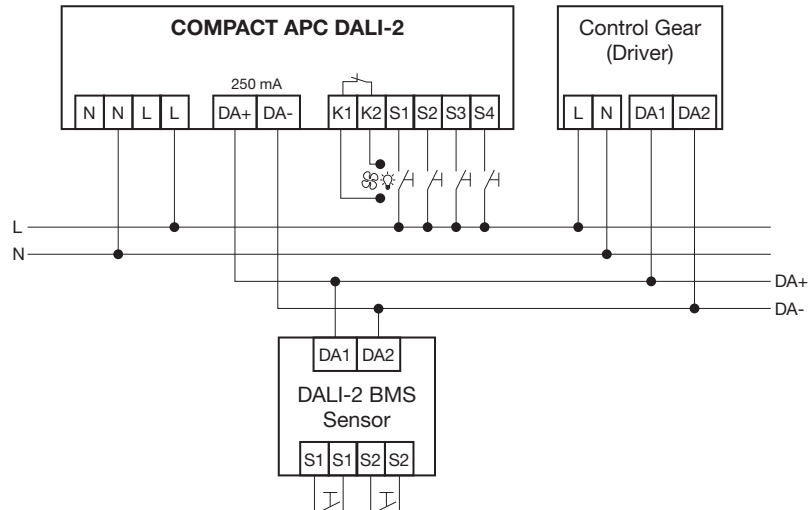 COMPACT APC DALI-2
Control Gear
(Driver)
250 mA
N N L L DA+ DA- K1 K2 S1 S2 S3 S4
L N DA1 DA2
L
N
DA+
DA-
DA1 DA2
DALI-2 BMS
Sensor
S1 S1 S2 S2